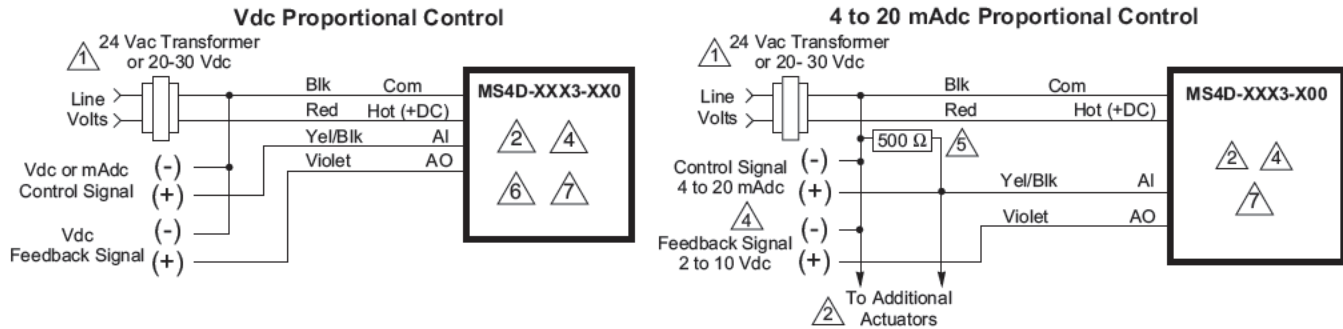 Vdc Proportional Control
1
24 Vac Transformer
or 20-30 Vdc
Line
Volts
Blk Com
Red Hot (+DC)
Yel/Blk AI
Violet AO
MS4D-XXX3-XX0
2 4
6 7
Vdc or mAdc
Control Signal
(-)
(+)
Vdc
Feedback Signal
(-)
(+)
4 to 20 mAdc Proportional Control
1
24 Vac Transformer
or 20- 30 Vdc
Line
Volts
Blk Com
Red Hot (+DC)
500 Ω
5
MS4D-XXX3-X00
2 4
7
Control Signal
4 to 20 mAdc
(-)
(+)
Yel/Blk AI
4
Violet AO
Feedback Signal
2 to 10 Vdc
(-)
(+)
2
To Additional
Actuators